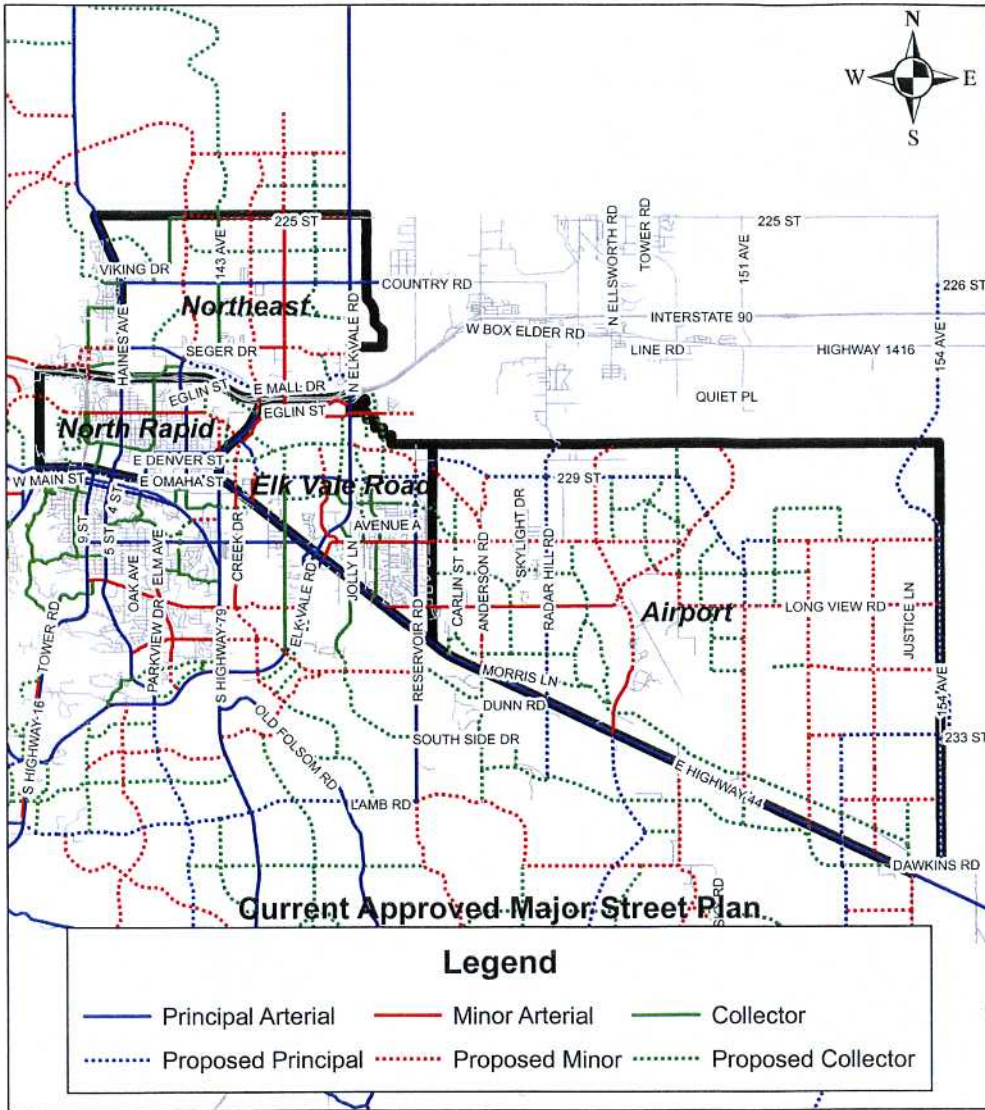 N
W E
S
225 ST
225 ST
143 AVE
N ELLSWORTH RD
TOWER RD
151 AVE
VIKING DR
COUNTRY RD
226 ST
Northeast
HAINES AVE
N ELK VALE RD
INTERSTATE 90
W BOX ELDER RD
LINE RD
HIGHWAY 1416
154 AVE
SEGER DR
E MALL DR
EGLIN ST
EGLIN ST
QUIET PL
North Rapid
E DENVER ST
W MAIN ST
E OMAHA ST
Elk Vale Road
229 ST
9 ST
5 ST
4 ST
AVENUE A
CREEK DR
JOLLY LN
SKYLIGHT DR
OAK AVE
ELM AVE
PARKVIEW DR
ELK VALE RD
CARLIN ST
ANDERSON RD
RADAR HILL RD
Airport
LONG VIEW RD
JUSTICE LN
TOWER RD
S HIGHWAY 16
S HIGHWAY 79
RESERVOIR RD
MORRIS LN
DUNN RD
154 AVE
OLD FOLSOM RD
SOUTH SIDE DR
233 ST
E HIGHWAY 44
LAMB RD
DAWKINS RD
Current Approved Major Street Plan
Legend
Principal Arterial Minor Arterial Collector
Proposed Principal Proposed Minor Proposed Collector